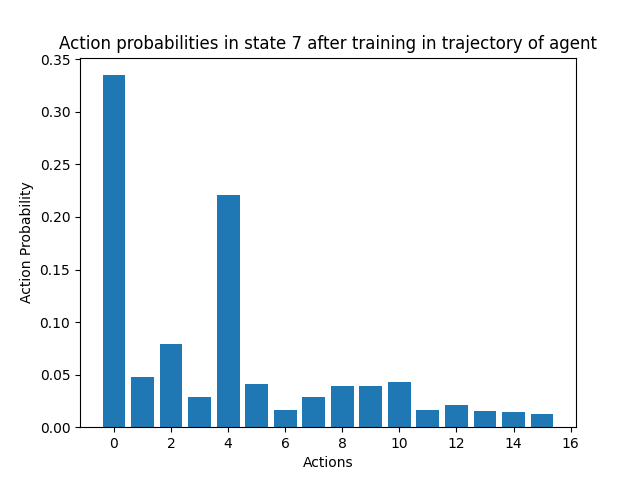 Action probabilities in state 7 after training in trajectory of agent
0.35
0.30
0.25
0.20
0.15
0.10
0.05
0.00
Action Probability
0 2 4 6 8 10 12 14 16
Actions